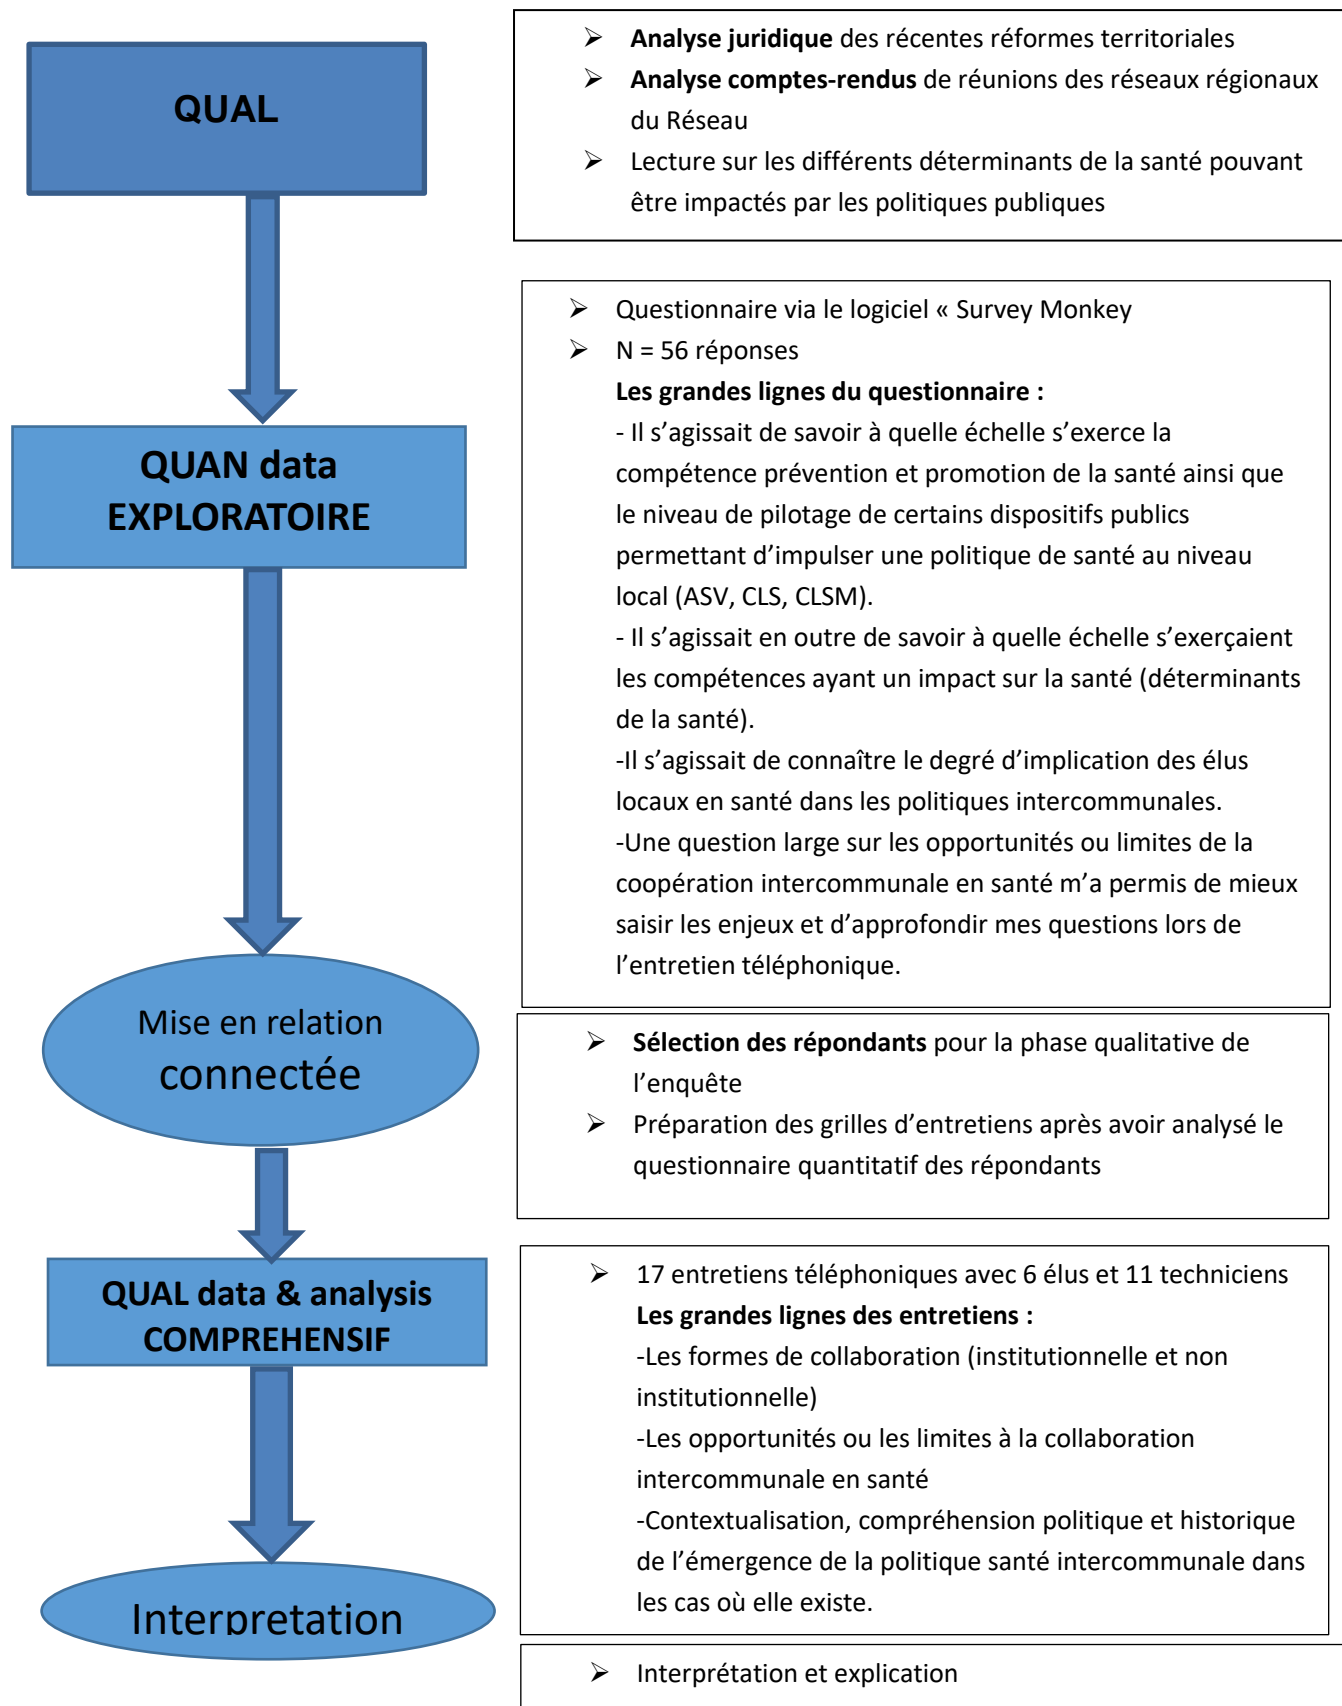 QUAL
➢ Analyse juridique des récentes réformes territoriales
➢ Analyse comptes-rendus de réunions des réseaux régionaux
du Réseau
➢ Lecture sur les différents déterminants de la santé pouvant
être impactés par les politiques publiques
QUAN data
EXPLORATOIRE
➢ Questionnaire via le logiciel « Survey Monkey
➢ N = 56 réponses
Les grandes lignes du questionnaire :
- Il s’agissait de savoir à quelle échelle s’exerce la
compétence prévention et promotion de la santé ainsi que
le niveau de pilotage de certains dispositifs publics
permettant d’impulser une politique de santé au niveau
local (ASV, CLS, CLSM).
- Il s’agissait en outre de savoir à quelle échelle s’exerçaient
les compétences ayant un impact sur la santé (déterminants
de la santé).
-Il s’agissait de connaître le degré d’implication des élus
locaux en santé dans les politiques intercommunales.
-Une question large sur les opportunités ou limites de la
coopération intercommunale en santé m’a permis de mieux
saisir les enjeux et d’approfondir mes questions lors de
l’entretien téléphonique.
Mise en relation
connectée
➢ Sélection des répondants pour la phase qualitative de
l’enquête
➢ Préparation des grilles d’entretiens après avoir analysé le
questionnaire quantitatif des répondants
QUAL data & analysis
COMPREHENSIF
➢ 17 entretiens téléphoniques avec 6 élus et 11 techniciens
Les grandes lignes des entretiens :
-Les formes de collaboration (institutionnelle et non
institutionnelle)
-Les opportunités ou les limites à la collaboration
intercommunale en santé
-Contextualisation, compréhension politique et historique
de l’émergence de la politique santé intercommunale dans
les cas où elle existe.
Interpretation
➢ Interprétation et explication